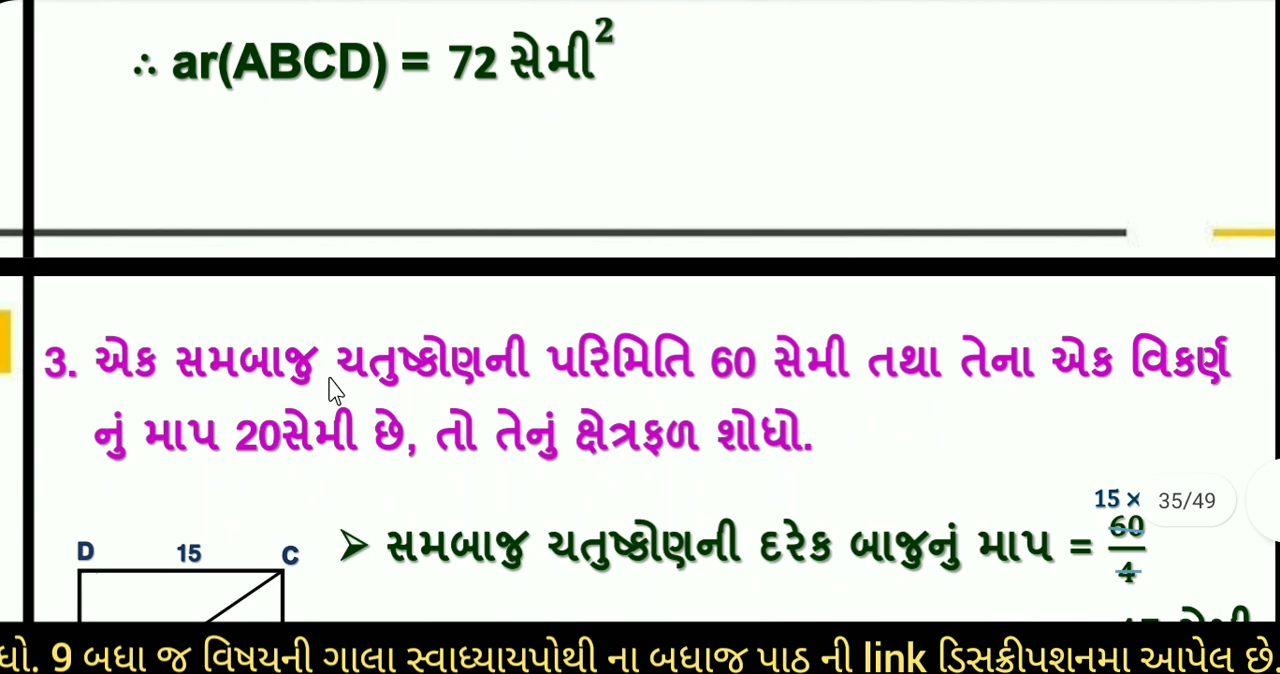 ∴ ar(ABCD) = 72 સેમી²
3. એક સમબાજુ ચતુષ્કોણની પરિમિતિ 60 સેમી તથા તેના એક વિકર્ણ
નું માપ 20સેમી છે, તો તેનું ક્ષેત્રફળ શોધો.
15 ×
35/49
D 15 C
➢ સમબાજુ ચતુષ્કોણની દરેક બાજુનું માપ = 60/4
ધો. 9 બધા જ વિષયની ગાલા સ્વાધ્યાયપોથી ના બધાજ પાઠ ની link ડિસક્રીપશનમા આપેલ છે.